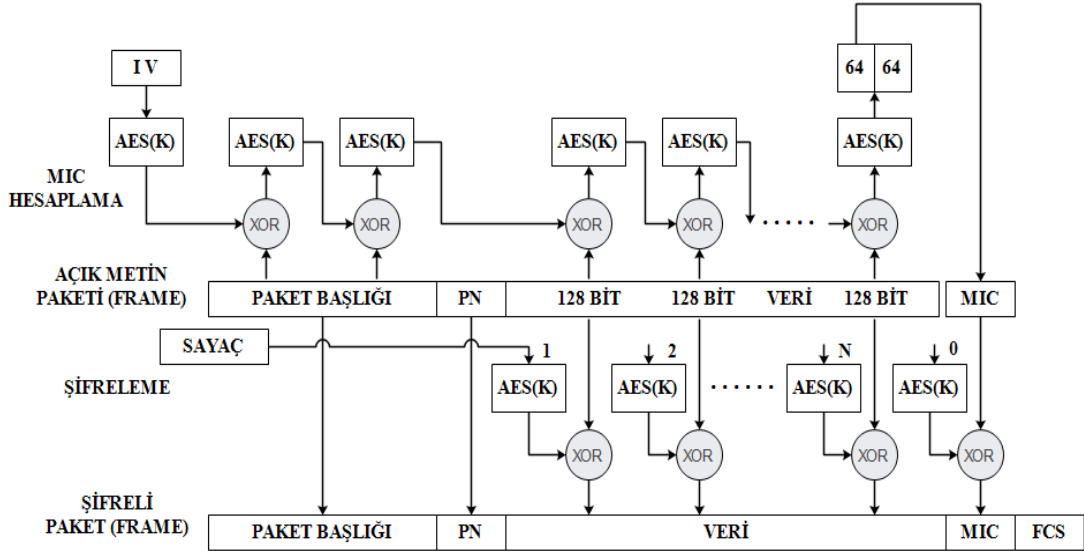 64 64
I V
AES(K) AES(K) AES(K) AES(K) AES(K) AES(K)
MIC
HESAPLAMA
XOR XOR XOR XOR XOR
AÇIK METİN
PAKETİ (FRAME)
PAKET BAŞLIĞI PN 128 BİT 128 BİT VERİ 128 BİT MIC
SAYAÇ 1 2 N 0
ŞİFRELEME
AES(K) AES(K) AES(K) AES(K)
XOR XOR XOR XOR
ŞİFRELİ
PAKET (FRAME)
PAKET BAŞLIĞI PN VERİ MIC FCS